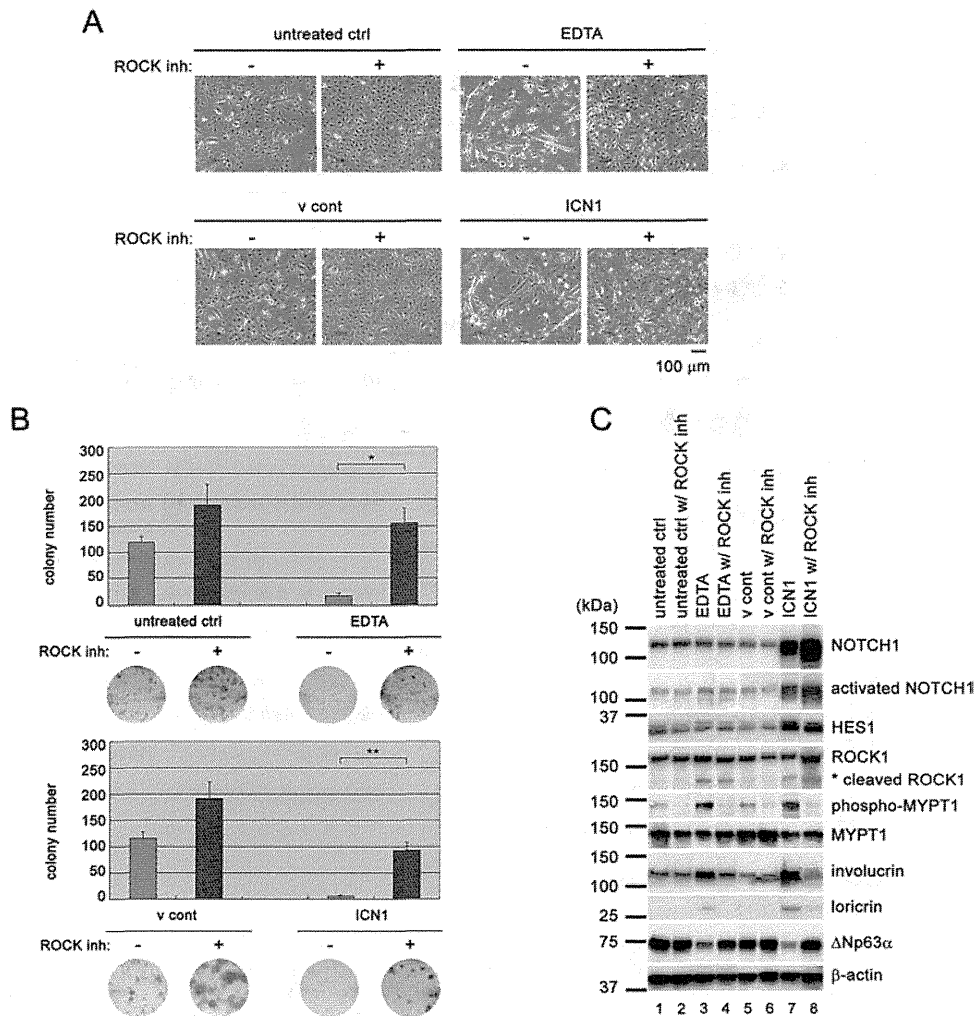 A
untreated ctrl EDTA
ROCK inh: - + - +
v cont ICN1
ROCK inh: - + - +
100 μm
B
300
250
200
150
100
50
0
colony number
*
untreated ctrl EDTA
ROCK inh: - + - +
300
250
200
150
100
50
0
colony number
**
v cont ICN1
ROCK inh: - + - +
C
untreated ctrl
untreated ctrl w/ ROCK inh
EDTA
EDTA w/ ROCK inh
v cont
v cont w/ ROCK inh
ICN1
ICN1 w/ ROCK inh
(kDa)
150
100
NOTCH1
100
activated NOTCH1
37
HES1
150
ROCK1
* cleaved ROCK1
150
phospho-MYPT1
150
MYPT1
150
100
involucrin
25
loricrin
75
ΔNp63α
37
β-actin
1 2 3 4 5 6 7 8